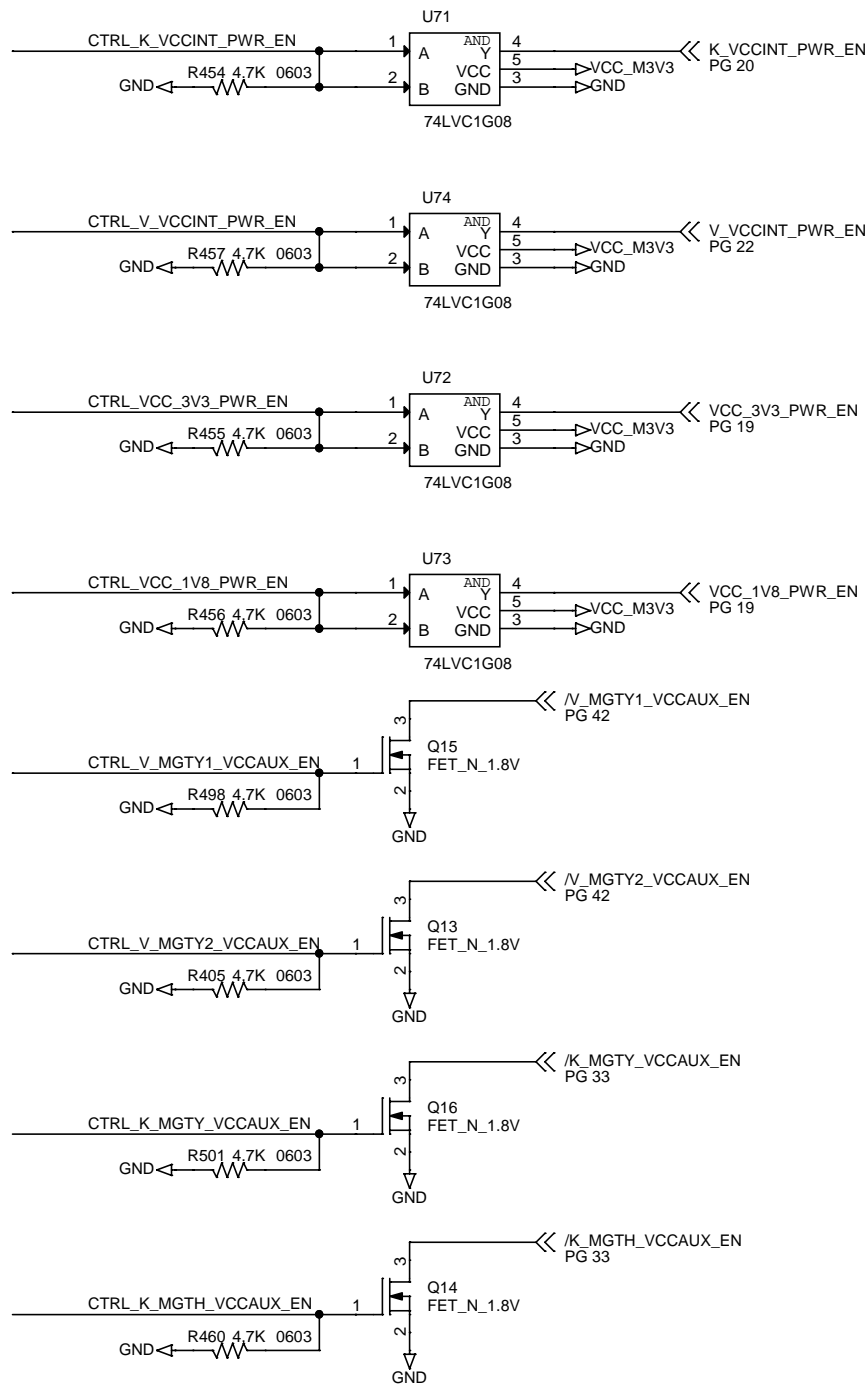 U71
CTRL_K_VCCINT_PWR_EN 1 A AND Y 4 K_VCCINT_PWR_EN
PG 20
VCC 5 VCC_M3V3
GND R454 4.7K 0603 2 B GND 3 GND
74LVC1G08
U74
CTRL_V_VCCINT_PWR_EN 1 A AND Y 4 V_VCCINT_PWR_EN
PG 22
VCC 5 VCC_M3V3
GND R457 4.7K 0603 2 B GND 3 GND
74LVC1G08
U72
CTRL_VCC_3V3_PWR_EN 1 A AND Y 4 VCC_3V3_PWR_EN
PG 19
VCC 5 VCC_M3V3
GND R455 4.7K 0603 2 B GND 3 GND
74LVC1G08
U73
CTRL_VCC_1V8_PWR_EN 1 A AND Y 4 VCC_1V8_PWR_EN
PG 19
VCC 5 VCC_M3V3
GND R456 4.7K 0603 2 B GND 3 GND
74LVC1G08
/V_MGTY1_VCCAUX_EN
PG 42
3
Q15
CTRL_V_MGTY1_VCCAUX_EN 1 FET_N_1.8V
2
GND R498 4.7K 0603
GND
/V_MGTY2_VCCAUX_EN
PG 42
3
Q13
CTRL_V_MGTY2_VCCAUX_EN 1 FET_N_1.8V
2
GND R405 4.7K 0603
GND
/K_MGTY_VCCAUX_EN
PG 33
3
Q16
CTRL_K_MGTY_VCCAUX_EN 1 FET_N_1.8V
2
GND R501 4.7K 0603
GND
/K_MGTH_VCCAUX_EN
PG 33
3
Q14
CTRL_K_MGTH_VCCAUX_EN 1 FET_N_1.8V
2
GND R460 4.7K 0603
GND